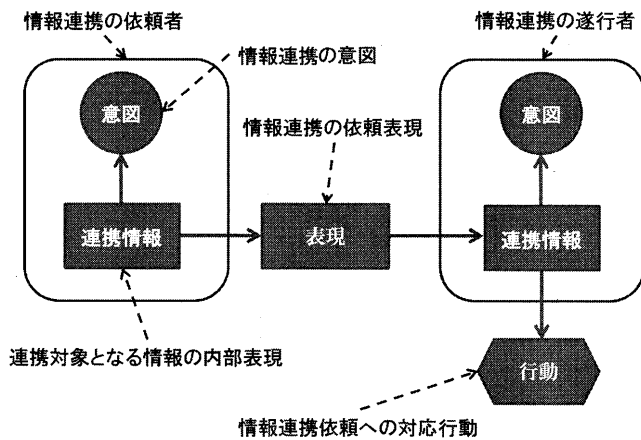 情報連携の依頼者
情報連携の遂行者
情報連携の意図
意図
意図
情報連携の依頼表現
連携情報
表現
連携情報
連携対象となる情報の内部表現
行動
情報連携依頼への対応行動